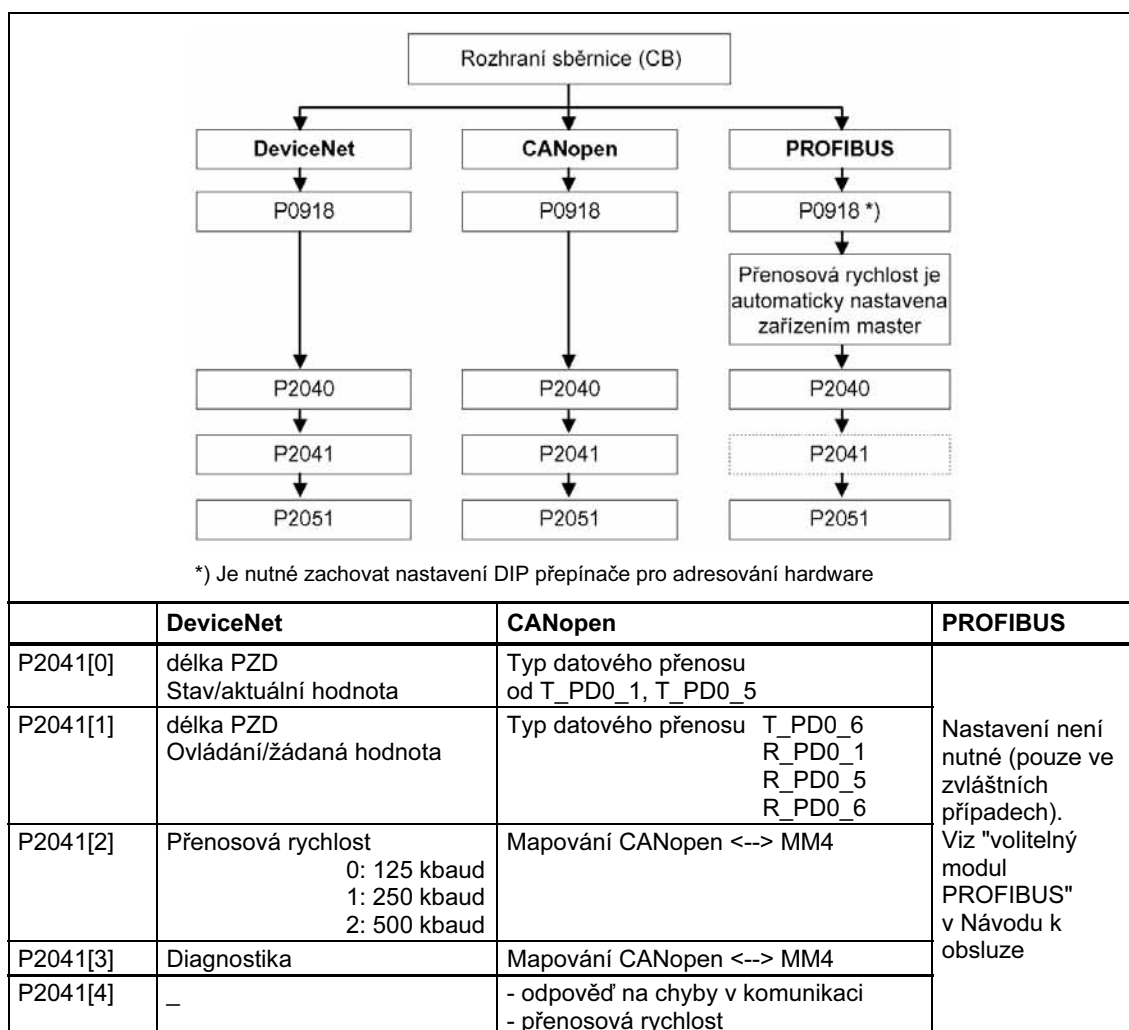 Rozhraní sběrnice (CB)
DeviceNet CANopen PROFIBUS
P0918 P0918 P0918 *)
Přenosová rychlost je
automaticky nastavena
zařízením master
P2040 P2040 P2040
P2041 P2041 P2041
P2051 P2051 P2051
*) Je nutné zachovat nastavení DIP přepínače pro adresování hardware
DeviceNet CANopen PROFIBUS
P2041[0] délka PZD Typ datového přenosu
Stav/aktuální hodnota od T_PD0_1, T_PD0_5
P2041[1] délka PZD Typ datového přenosu T_PD0_6
Ovládání/žádaná hodnota R_PD0_1
R_PD0_5
R_PD0_6
P2041[2] Přenosová rychlost Mapování CANopen <--> MM4
0: 125 kbaud
1: 250 kbaud
2: 500 kbaud
P2041[3] Diagnostika Mapování CANopen <--> MM4
P2041[4] _ - odpověď na chyby v komunikaci
- přenosová rychlost
Nastavení není
nutné (pouze ve
zvláštních
případech).
Viz "volitelný
modul
PROFIBUS"
v Návodu k
obsluze